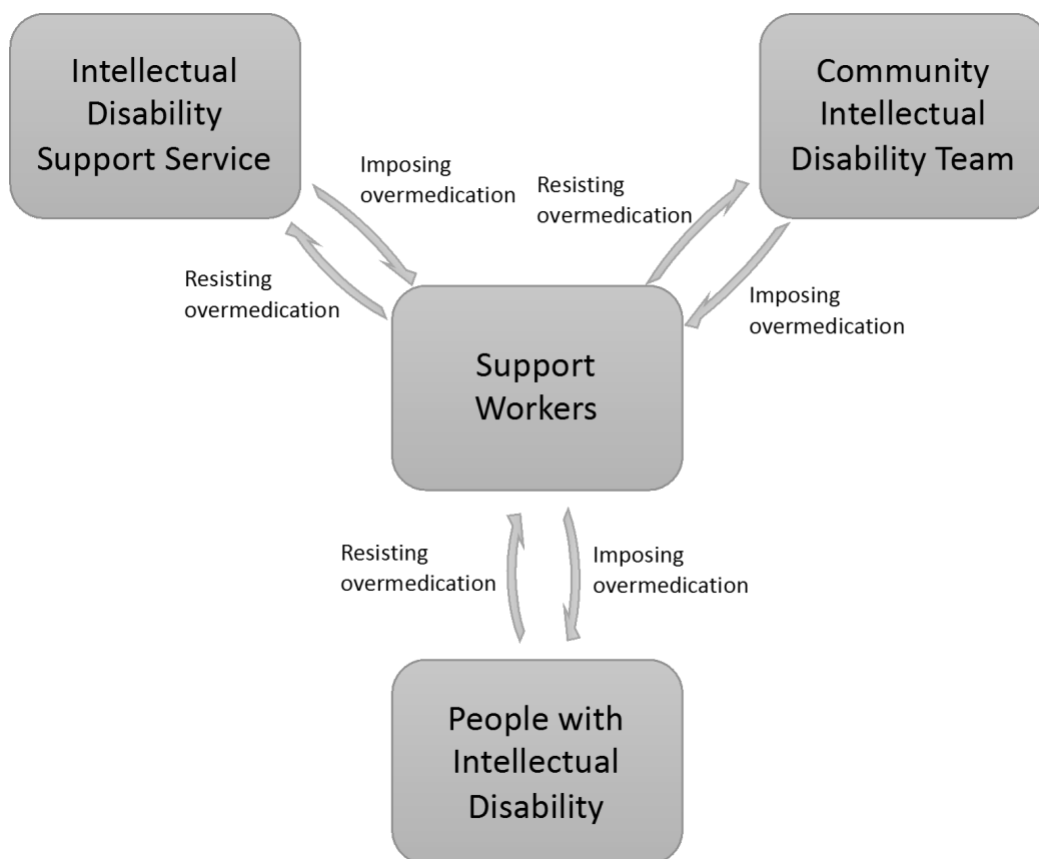 Intellectual
Disability
Support Service
Community
Intellectual
Disability Team
Imposing
overmedication
Resisting
overmedication
Resisting
overmedication
Imposing
overmedication
Support
Workers
Resisting
overmedication
Imposing
overmedication
People with
Intellectual
Disability